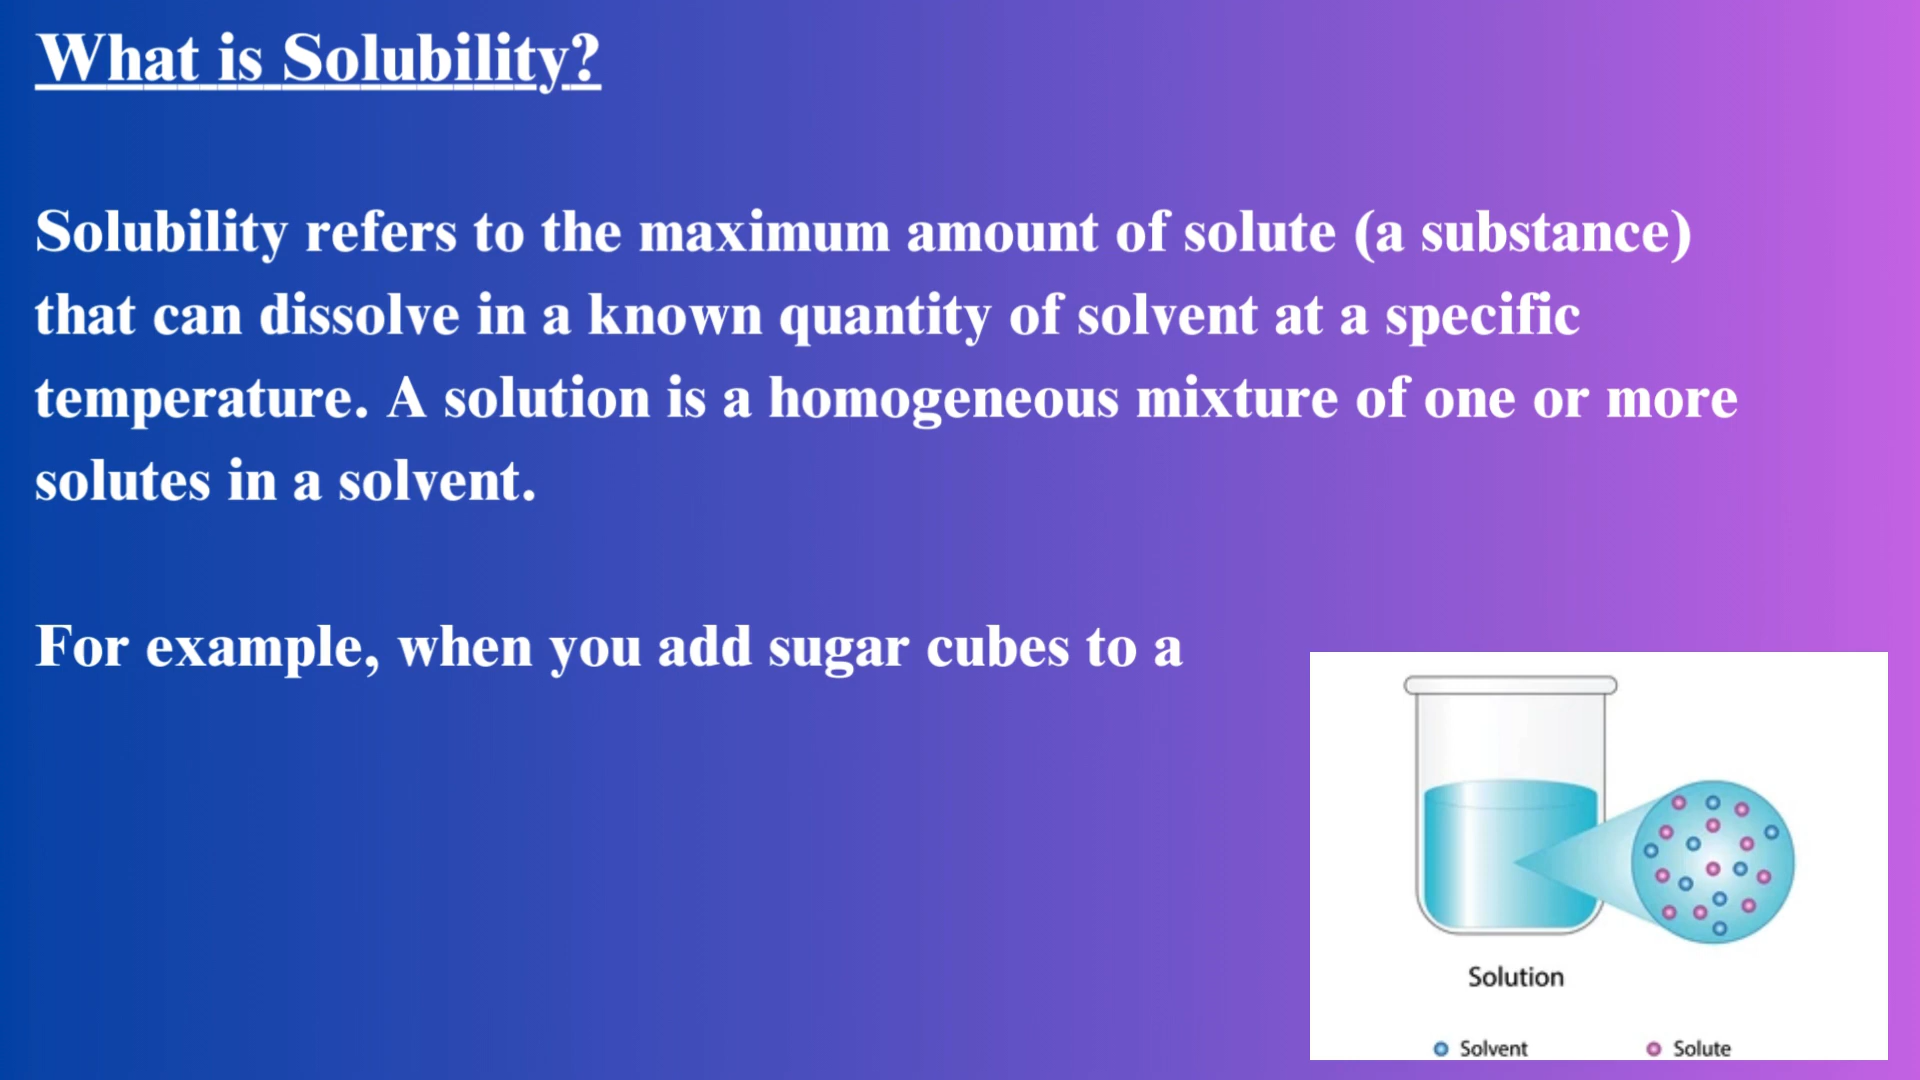 What is Solubility?
Solubility refers to the maximum amount of solute (a substance)
that can dissolve in a known quantity of solvent at a specific
temperature. A solution is a homogeneous mixture of one or more
solutes in a solvent.
For example, when you add sugar cubes to a
Solution
Solvent
Solute